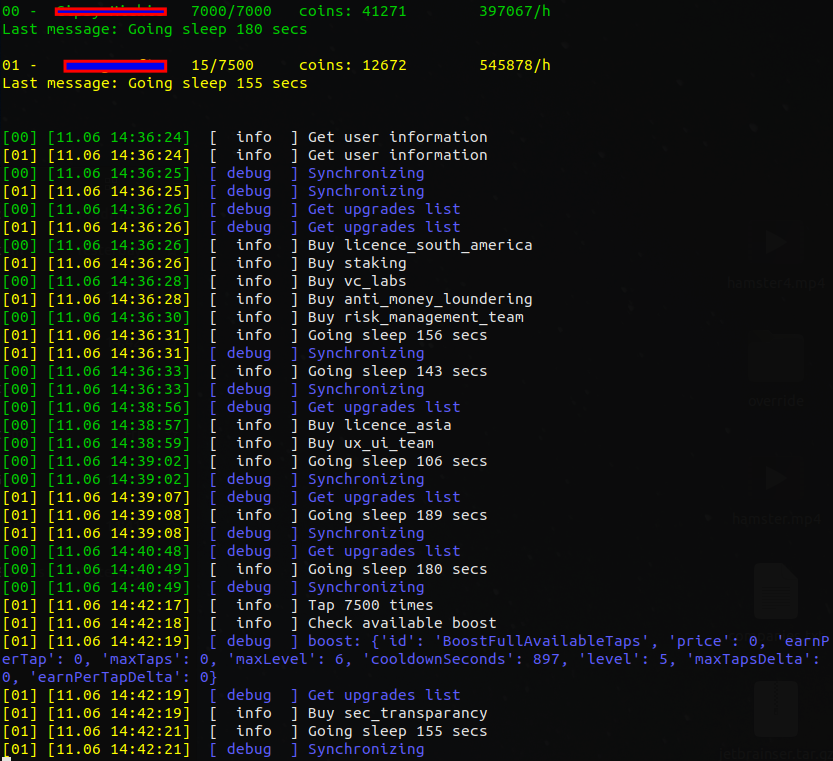 00 - 7000/7000 coins: 41271 397067/h
Last message: Going sleep 180 secs
01 - 15/7500 coins: 12672 545878/h
Last message: Going sleep 155 secs
[00] [11.06 14:36:24] [ info ] Get user information
[01] [11.06 14:36:24] [ info ] Get user information
[00] [11.06 14:36:25] [ debug ] Synchronizing
[01] [11.06 14:36:25] [ debug ] Synchronizing
[00] [11.06 14:36:26] [ debug ] Get upgrades list
[01] [11.06 14:36:26] [ debug ] Get upgrades list
[00] [11.06 14:36:26] [ info ] Buy licence_south_america
[01] [11.06 14:36:26] [ info ] Buy staking
[00] [11.06 14:36:28] [ info ] Buy vc_labs
[01] [11.06 14:36:28] [ info ] Buy anti_money_loundering
[00] [11.06 14:36:30] [ info ] Buy risk_management_team
[01] [11.06 14:36:31] [ info ] Going sleep 156 secs
[01] [11.06 14:36:31] [ debug ] Synchronizing
[00] [11.06 14:36:33] [ info ] Going sleep 143 secs
[00] [11.06 14:36:33] [ debug ] Synchronizing
[00] [11.06 14:38:56] [ debug ] Get upgrades list
[00] [11.06 14:38:57] [ info ] Buy licence_asia
[00] [11.06 14:38:59] [ info ] Buy ux_ui_team
[00] [11.06 14:39:02] [ info ] Going sleep 106 secs
[00] [11.06 14:39:02] [ debug ] Synchronizing
[01] [11.06 14:39:07] [ debug ] Get upgrades list
[01] [11.06 14:39:08] [ info ] Going sleep 189 secs
[01] [11.06 14:39:08] [ debug ] Synchronizing
[00] [11.06 14:40:48] [ debug ] Get upgrades list
[00] [11.06 14:40:49] [ info ] Going sleep 180 secs
[00] [11.06 14:40:49] [ debug ] Synchronizing
[01] [11.06 14:42:17] [ info ] Tap 7500 times
[01] [11.06 14:42:18] [ info ] Check available boost
[01] [11.06 14:42:19] [ debug ] boost: {'id': 'BoostFullAvailableTaps', 'price': 0, 'earnP
erTap': 0, 'maxTaps': 0, 'maxLevel': 6, 'cooldownSeconds': 897, 'level': 5, 'maxTapsDelta':
0, 'earnPerTapDelta': 0}
[01] [11.06 14:42:19] [ debug ] Get upgrades list
[01] [11.06 14:42:19] [ info ] Buy sec_transparancy
[01] [11.06 14:42:21] [ info ] Going sleep 155 secs
[01] [11.06 14:42:21] [ debug ] Synchronizing
hamster4.mp4
override
hamster.mp4